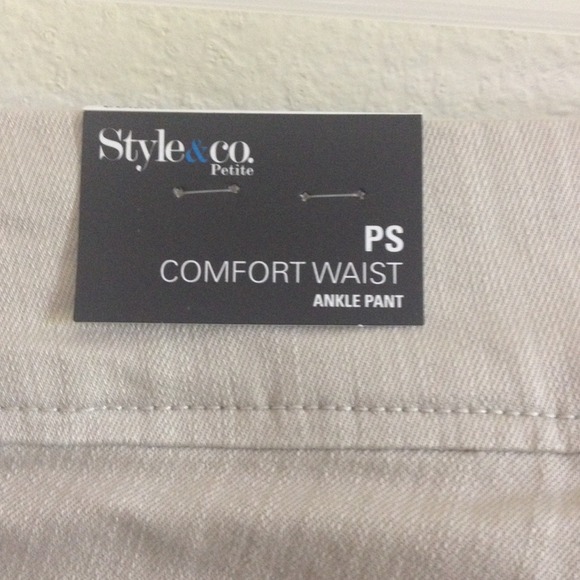 Style&co.
Petite
PS
COMFORT WAIST
ANKLE PANT